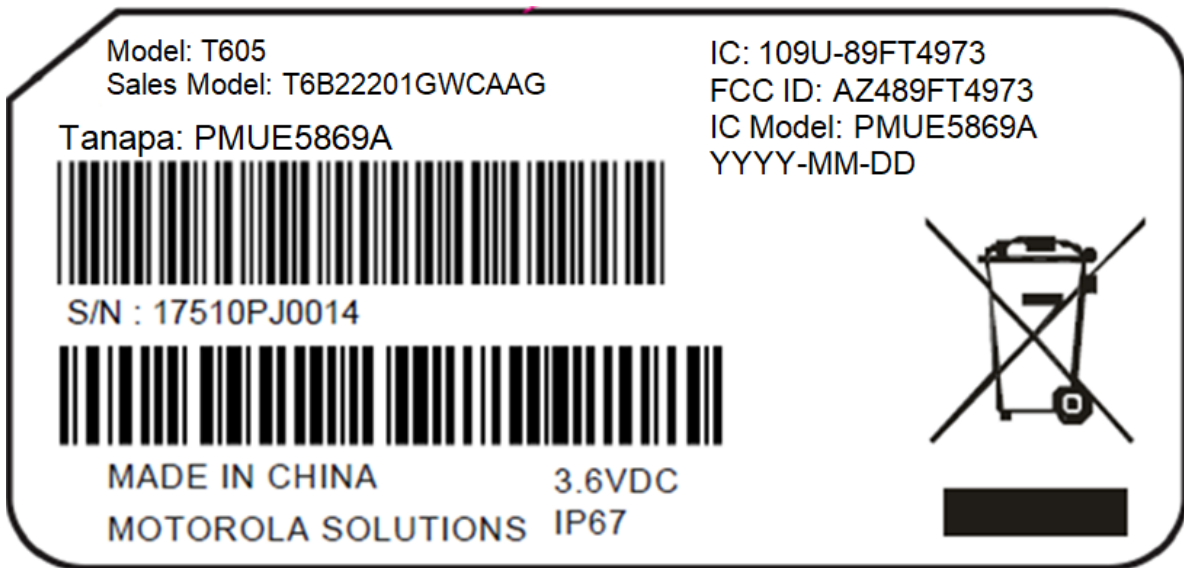 Model: T605
Sales Model: T6B22201GWCAAG
Tanapa: PMUE5869A
S/N : 17510PJ0014
MADE IN CHINA
MOTOROLA SOLUTIONS
3.6VDC
IP67
IC: 109U-89FT4973
FCC ID: AZ489FT4973
IC Model: PMUE5869A
YYYY-MM-DD